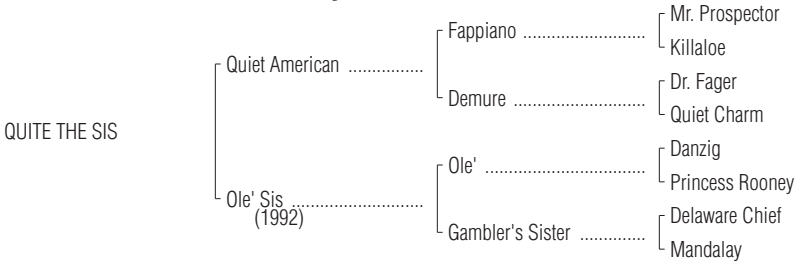 Mr. Prospector
Fappiano ..........................
Killaloe
Quiet American ................
Dr. Fager
Demure ............................
Quiet Charm
QUITE THE SIS
Danzig
Ole' ..................................
Princess Rooney
Ole' Sis ............................
(1992)
Delaware Chief
Gambler's Sister ..............
Mandalay